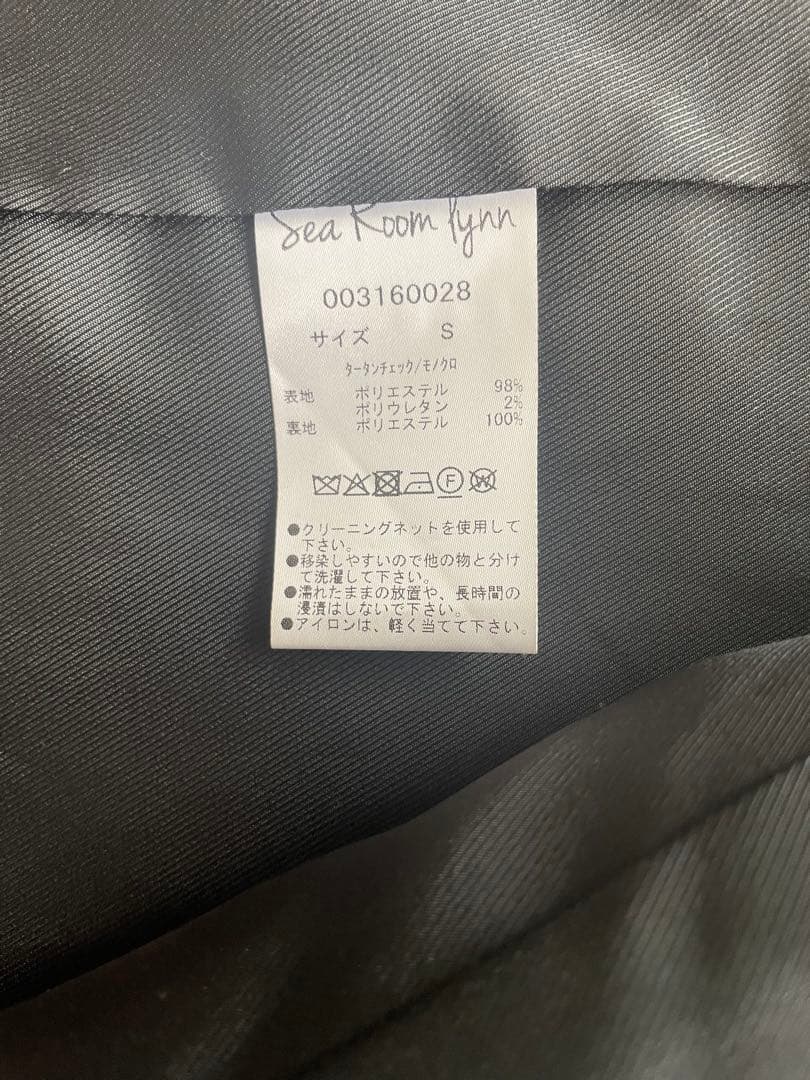 Sea Room lynn
003160028
サイズ S
ﾀｰﾀﾝﾁｪｯｸ/ﾓﾉｸﾛ
表地 ポリエステル 98%
ポリウレタン 2%
裏地 ポリエステル 100%
F W
●クリーニングネットを使用して
下さい。
●移染しやすいので他の物と分け
て洗濯して下さい。
●濡れたままの放置や、長時間の
浸漬はしないで下さい。
●アイロンは、軽く当てて下さい。